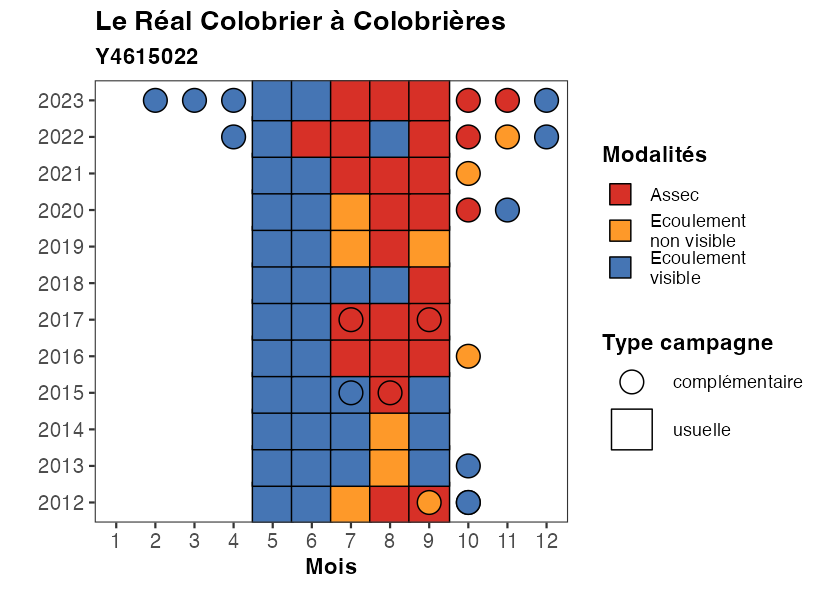 Le Réal Colobrier à Colobrières
Y4615022
2023
2022
2021
2020
2019
2018
2017
2016
2015
2014
2013
2012
1 2 3 4 5 6 7 8 9 10 11 12
Mois
Modalités
Assec
Ecoulement
non visible
Ecoulement
visible
Type campagne
complémentaire
usuelle